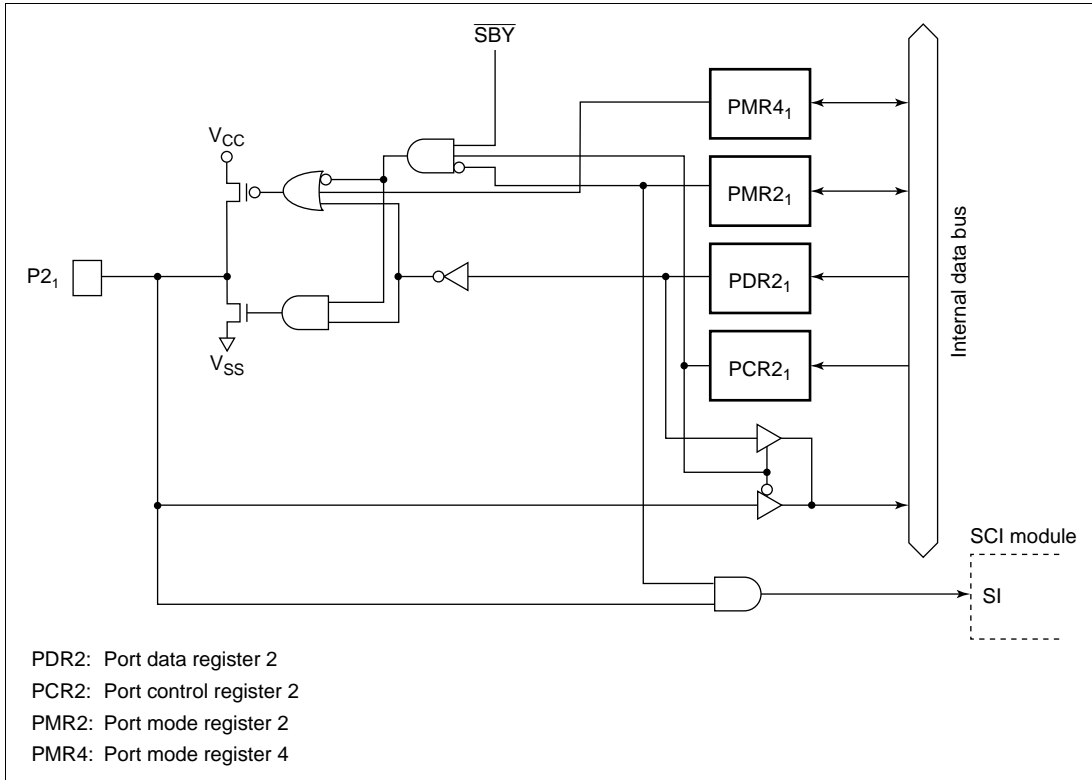 SBY
PMR4₁
V_CC
PMR2₁
PDR2₁
P2₁
Internal data bus
V_SS
PCR2₁
SCI module
SI
PDR2: Port data register 2
PCR2: Port control register 2
PMR2: Port mode register 2
PMR4: Port mode register 4